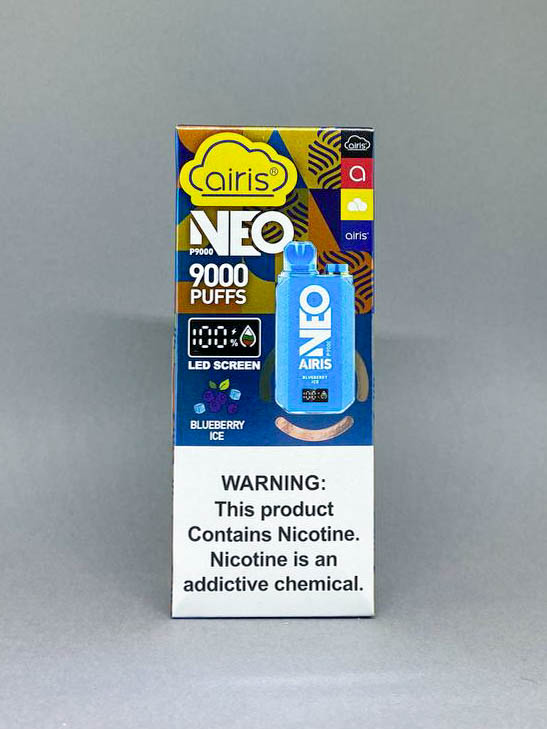 airis®
airis
a
airis
NEO
P9000
9000
PUFFS
100 %
LED SCREEN
NEO
P9000
AIRIS
BLUEBERRY
ICE
100 %
BLUEBERRY
ICE
WARNING:
This product
Contains Nicotine.
Nicotine is an
addictive chemical.